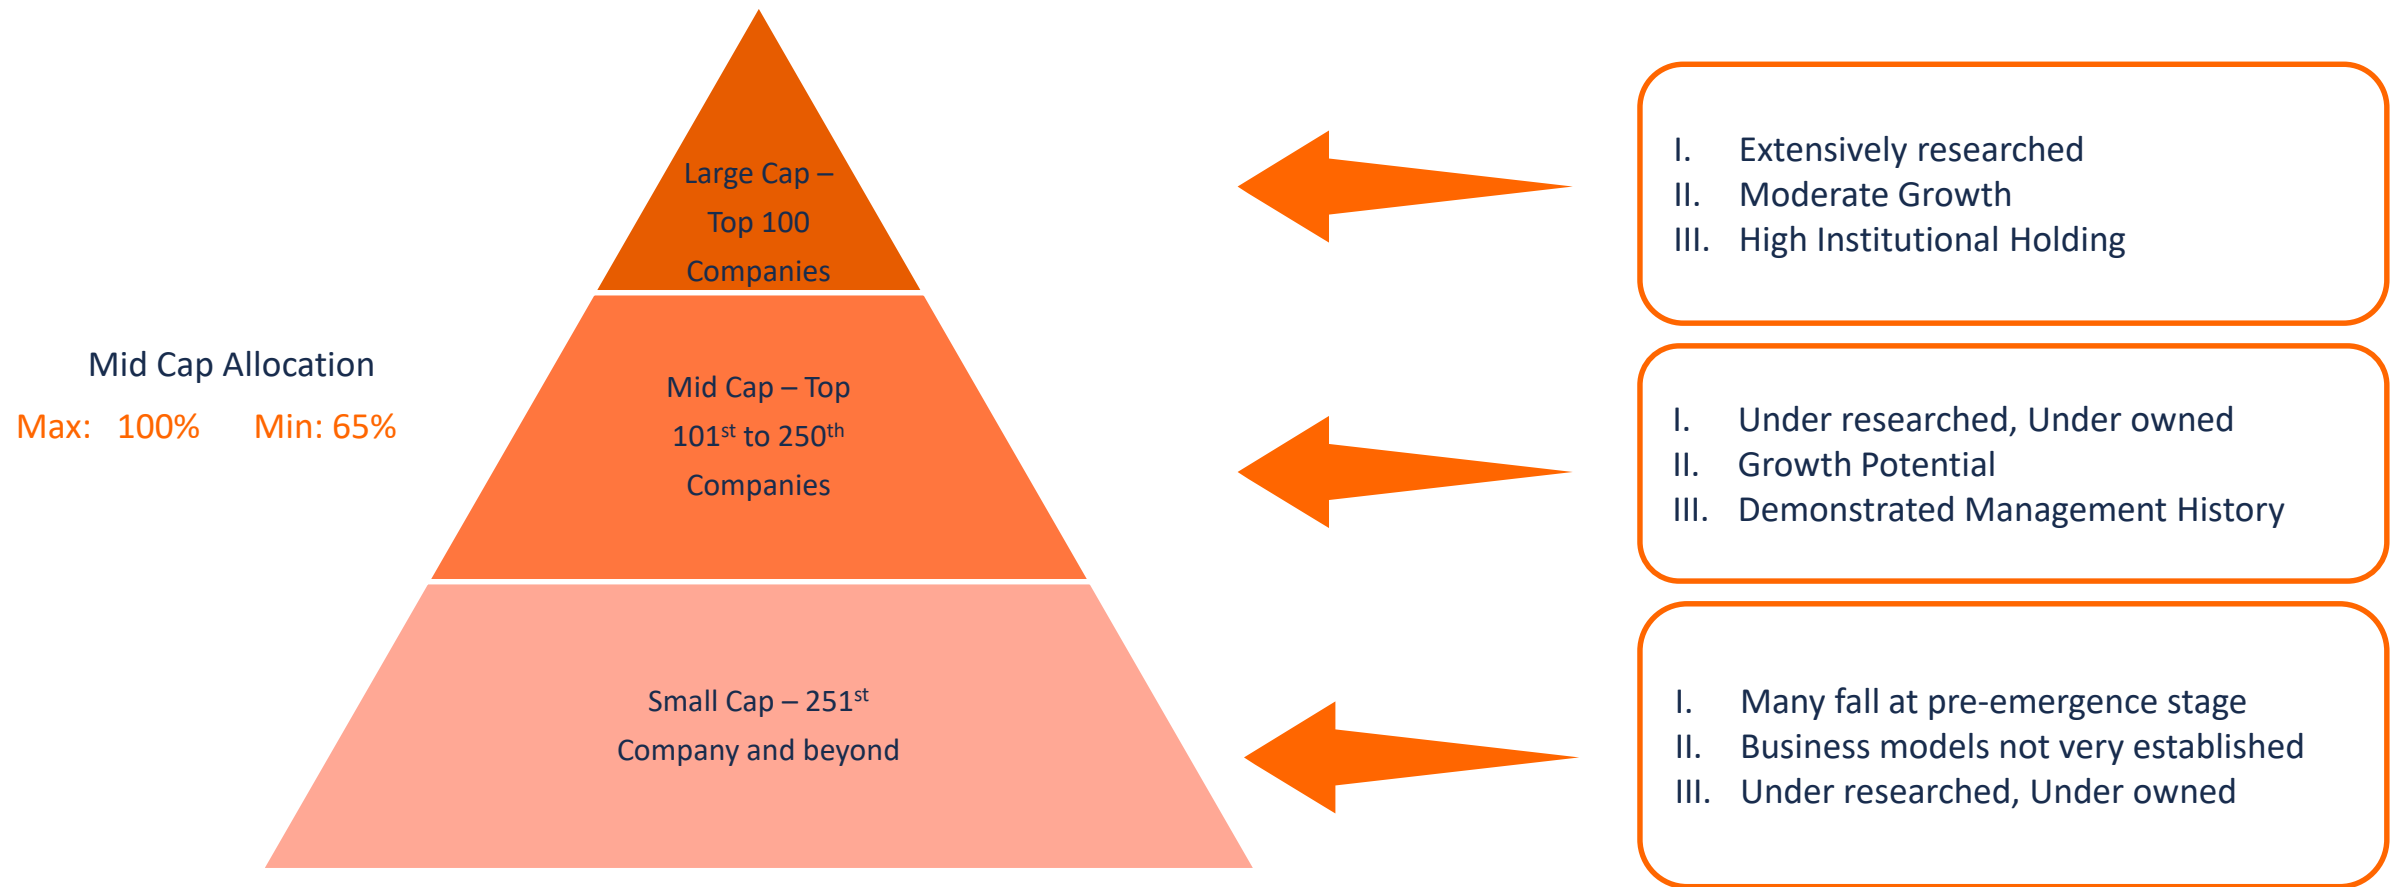 Large Cap –
Top 100
Companies
I. Extensively researched
II. Moderate Growth
III. High Institutional Holding
Mid Cap Allocation
Max: 100% Min: 65%
Mid Cap – Top
101st to 250th
Companies
I. Under researched, Under owned
II. Growth Potential
III. Demonstrated Management History
Small Cap – 251st
Company and beyond
I. Many fall at pre-emergence stage
II. Business models not very established
III. Under researched, Under owned